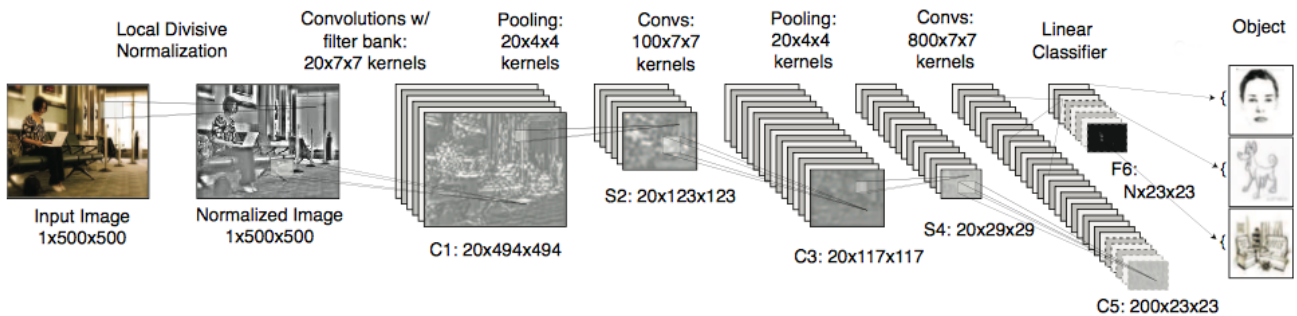 Local Divisive
Normalization
Convolutions w/
filter bank:
20x7x7 kernels
Pooling:
20x4x4
kernels
Convs:
100x7x7
kernels
Pooling:
20x4x4
kernels
Convs:
800x7x7
kernels
Linear
Classifier
Object
{
{
{
Input Image
1x500x500
Normalized Image
1x500x500
C1: 20x494x494
S2: 20x123x123
C3: 20x117x117
S4: 20x29x29
C5: 200x23x23
F6:
Nx23x23